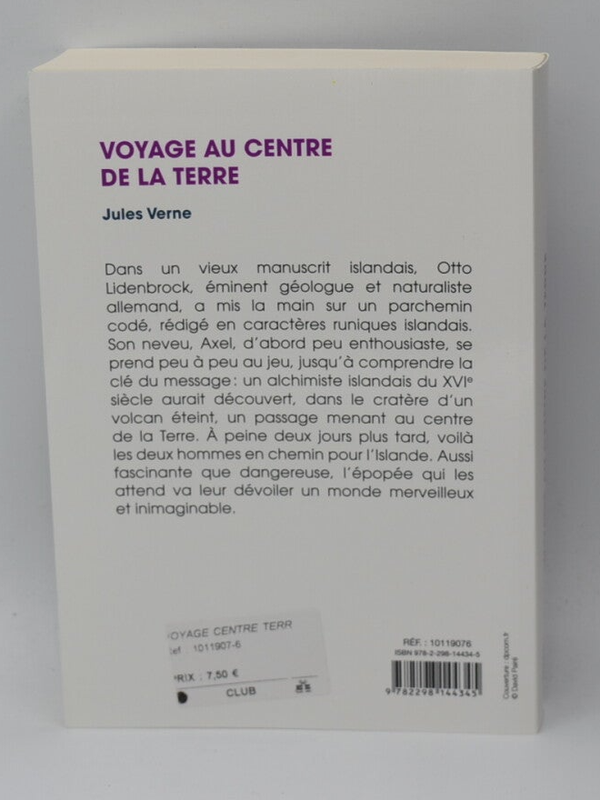 VOYAGE AU CENTRE
DE LA TERRE
Jules Verne
Dans un vieux manuscrit islandais, Otto
Lidenbrock, éminent géologue et naturaliste
allemand, a mis la main sur un parchemin
codé, rédigé en caractères runiques islandais.
Son neveu, Axel, d'abord peu enthousiaste, se
prend peu à peu au jeu, jusqu'à comprendre la
clé du message : un alchimiste islandais du XVIe
siècle aurait découvert, dans le cratère d'un
volcan éteint, un passage menant au centre
de la Terre. À peine deux jours plus tard, voilà
les deux hommes en chemin pour l'Islande. Aussi
fascinante que dangereuse, l'épopée qui les
attend va leur dévoiler un monde merveilleux
et inimaginable.
OYAGE CENTRE TERR
ef : 1011907-6
PRIX : 7,50 €
CLUB
RÉF. : 10119076
ISBN 978-2-298-14434-5
9 782298 144345
Couverture : dpcom.fr